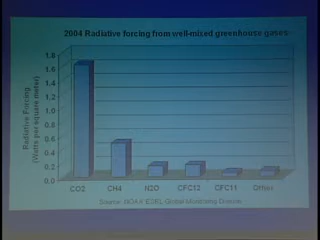 2004 Radiative forcing from well-mixed greenhouse gases
Radiative Forcing
(Watts per square meter)
1.8
1.6
1.4
1.2
1.0
0.8
0.6
0.4
0.2
0.0
CO2 CH4 N2O CFC12 CFC11 Other
Source: NOAA ESRL Global Monitoring Division